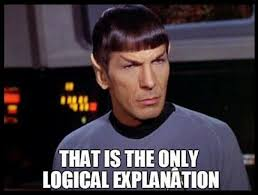 THAT IS THE ONLY
LOGICAL EXPLANATION